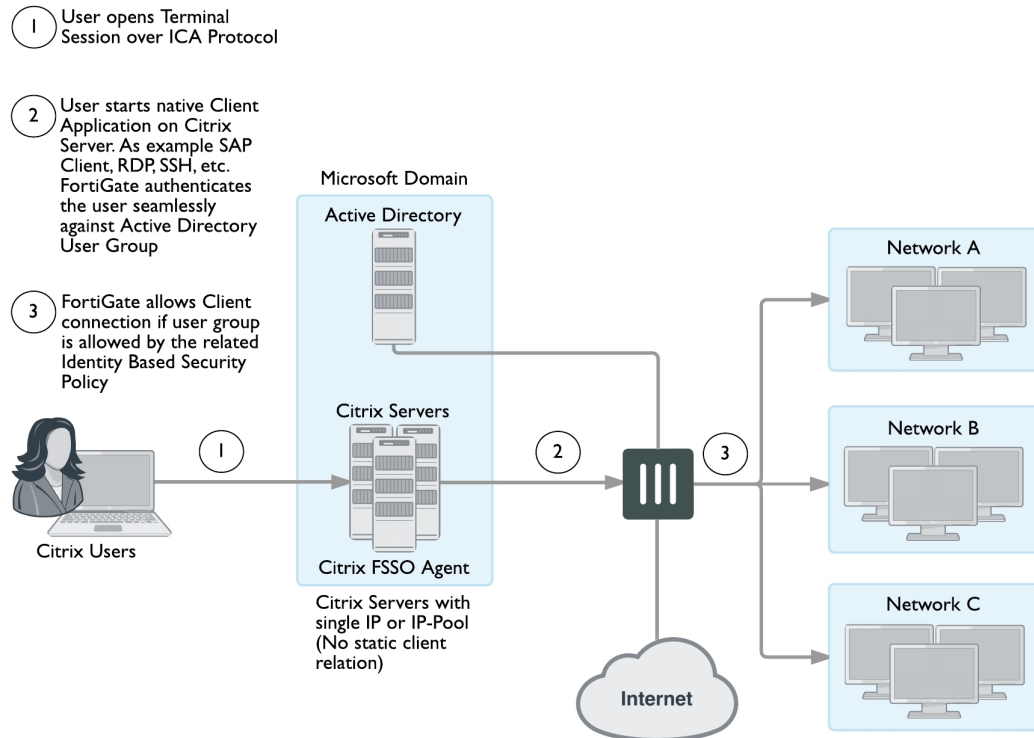 1
User opens Terminal
Session over ICA Protocol
2
User starts native Client
Application on Citrix
Server. As example SAP
Client, RDP, SSH, etc.
FortiGate authenticates
the user seamlessly
against Active Directory
User Group
3
FortiGate allows Client
connection if user group
is allowed by the related
Identity Based Security
Policy
Microsoft Domain
Active Directory
Citrix Servers
Citrix FSSO Agent
Citrix Servers with
single IP or IP-Pool
(No static client
relation)
Citrix Users
1
2
3
Internet
Network A
Network B
Network C